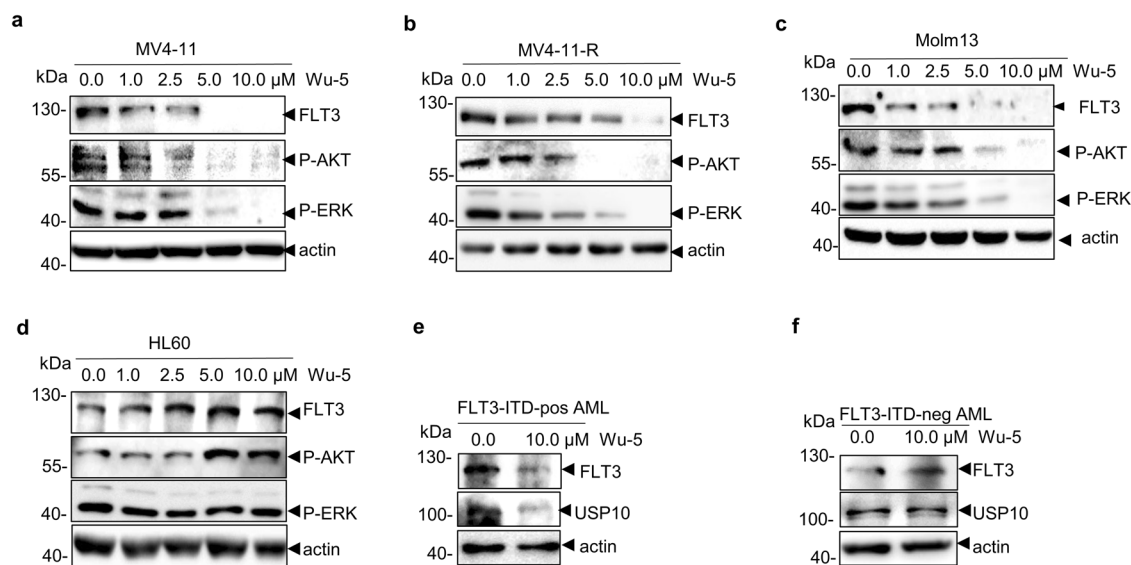 a
MV4-11
kDa 0.0 1.0 2.5 5.0 10.0 µM Wu-5
130-
FLT3
P-AKT
55-
P-ERK
40-
actin
40-
b
MV4-11-R
kDa 0.0 1.0 2.5 5.0 10.0 µM Wu-5
130-
FLT3
P-AKT
55-
P-ERK
40-
actin
40-
c
Molm13
kDa 0.0 1.0 2.5 5.0 10.0 µM Wu-5
130-
FLT3
P-AKT
55-
P-ERK
40-
actin
40-
d
HL60
kDa 0.0 1.0 2.5 5.0 10.0 µM Wu-5
130-
FLT3
P-AKT
55-
P-ERK
40-
actin
40-
e
FLT3-ITD-pos AML
kDa 0.0 10.0 µM Wu-5
130-
FLT3
100-
USP10
actin
40-
f
FLT3-ITD-neg AML
kDa 0.0 10.0 µM Wu-5
130-
FLT3
USP10
100-
actin
40-